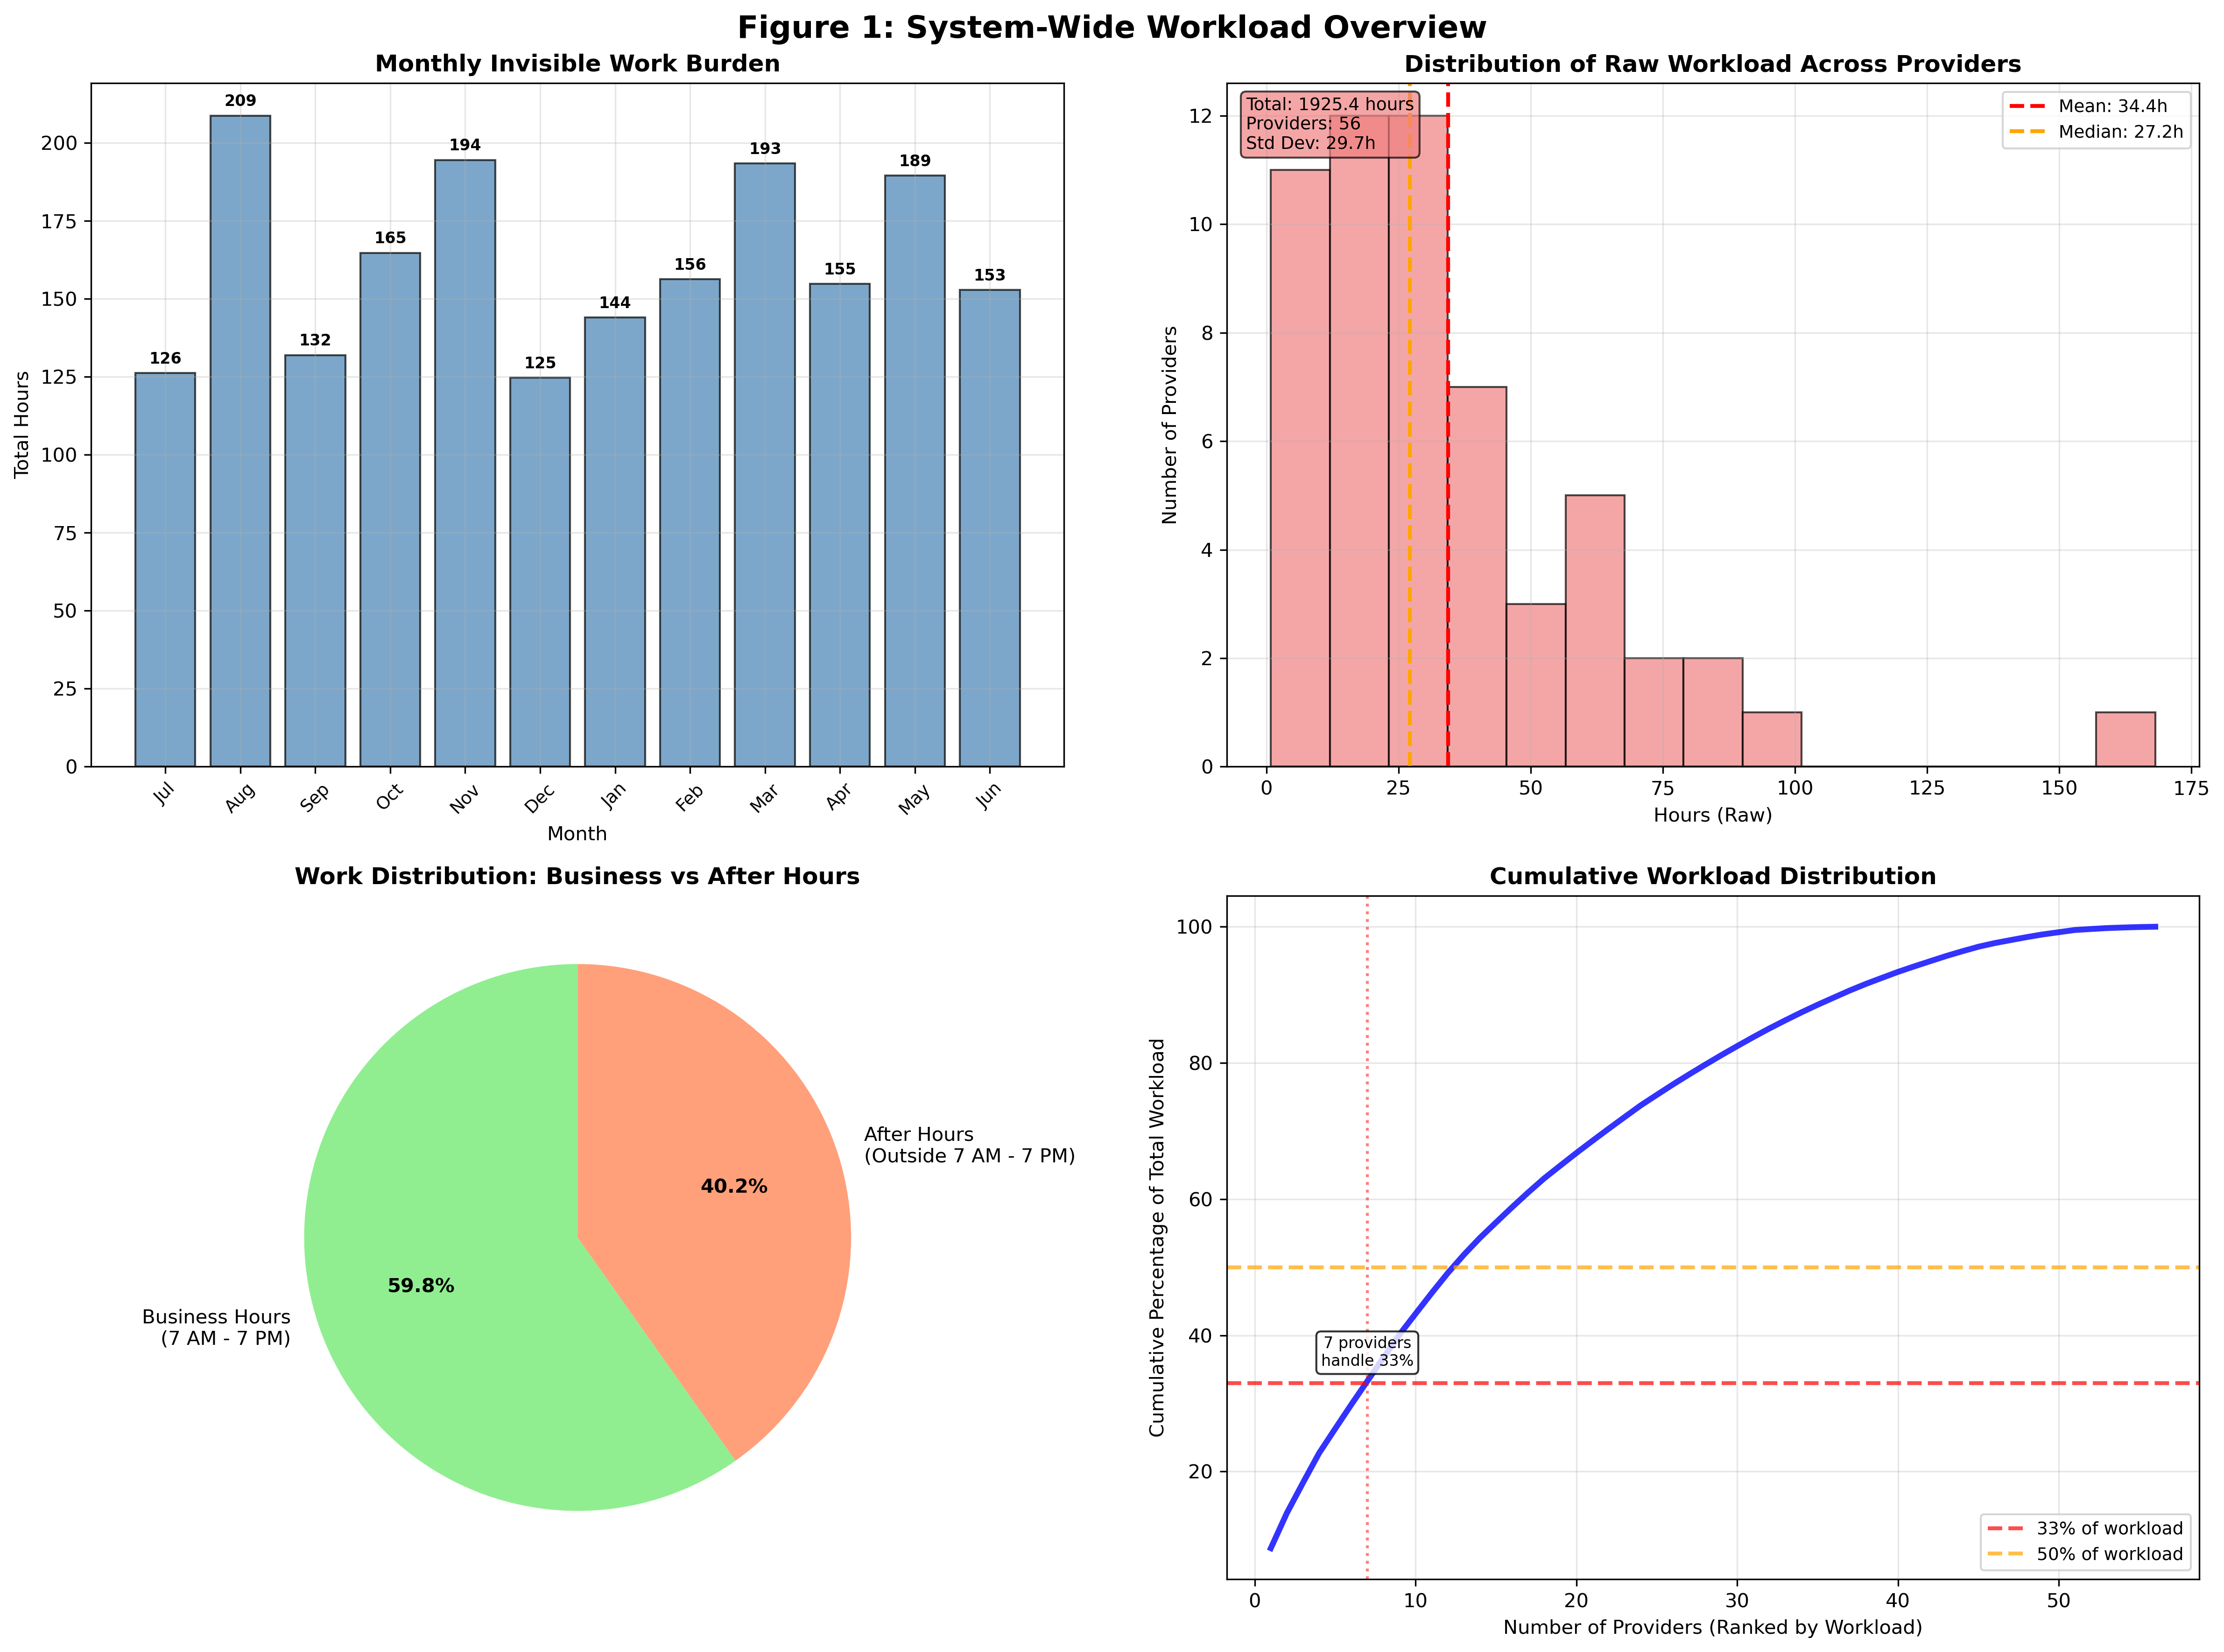 Figure 1: System-Wide Workload Overview
Monthly Invisible Work Burden
Total Hours
200
175
150
125
100
75
50
25
0
126
209
132
165
194
125
144
156
193
155
189
153
Jul
Aug
Sep
Oct
Nov
Dec
Jan
Feb
Mar
Apr
May
Jun
Month
Distribution of Raw Workload Across Providers
Number of Providers
12
10
8
6
4
2
0
Total: 1925.4 hours
Providers: 56
Std Dev: 29.7h
Mean: 34.4h
Median: 27.2h
0
25
50
75
100
125
150
175
Hours (Raw)
Work Distribution: Business vs After Hours
After Hours
(Outside 7 AM - 7 PM)
40.2%
59.8%
Business Hours
(7 AM - 7 PM)
Cumulative Workload Distribution
Cumulative Percentage of Total Workload
100
80
60
40
20
7 providers
handle 33%
33% of workload
50% of workload
0
10
20
30
40
50
Number of Providers (Ranked by Workload)